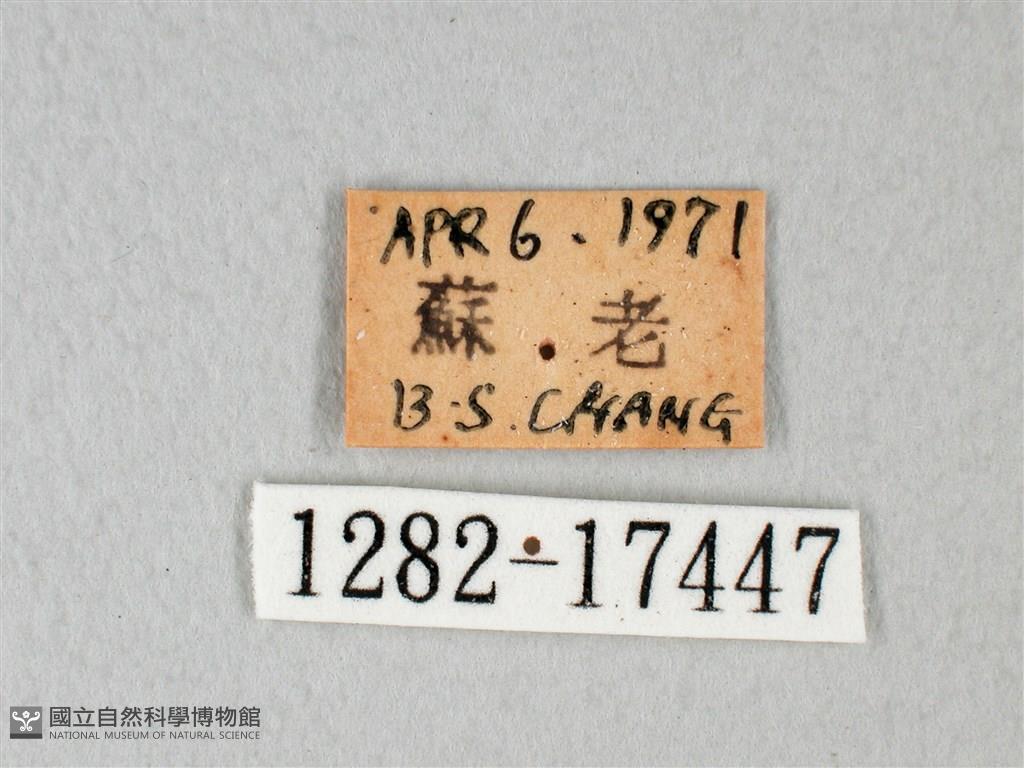 APR 6 . 1971
蘇 老
B-S. CHANG
1282-17447
國立自然科學博物館
NATIONAL MUSEUM OF NATURAL SCIENCE